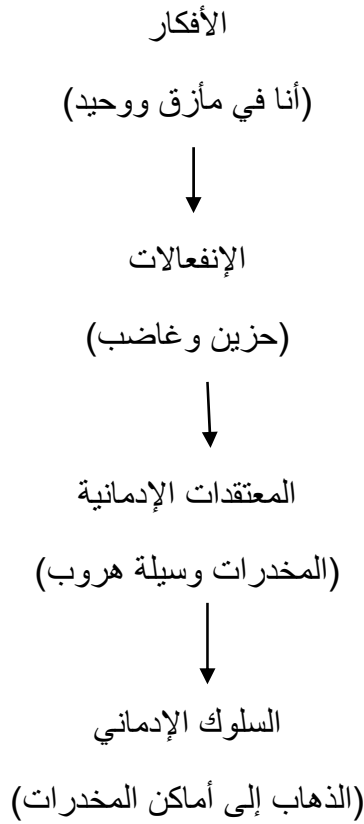 الأفكار
(أنا في مأزق ووحيد)
الإنفعالات
(حزين وغاضب)
المعتقدات الإدمانية
(المخدرات وسيلة هروب)
السلوك الإدماني
(الذهاب إلى أماكن المخدرات)